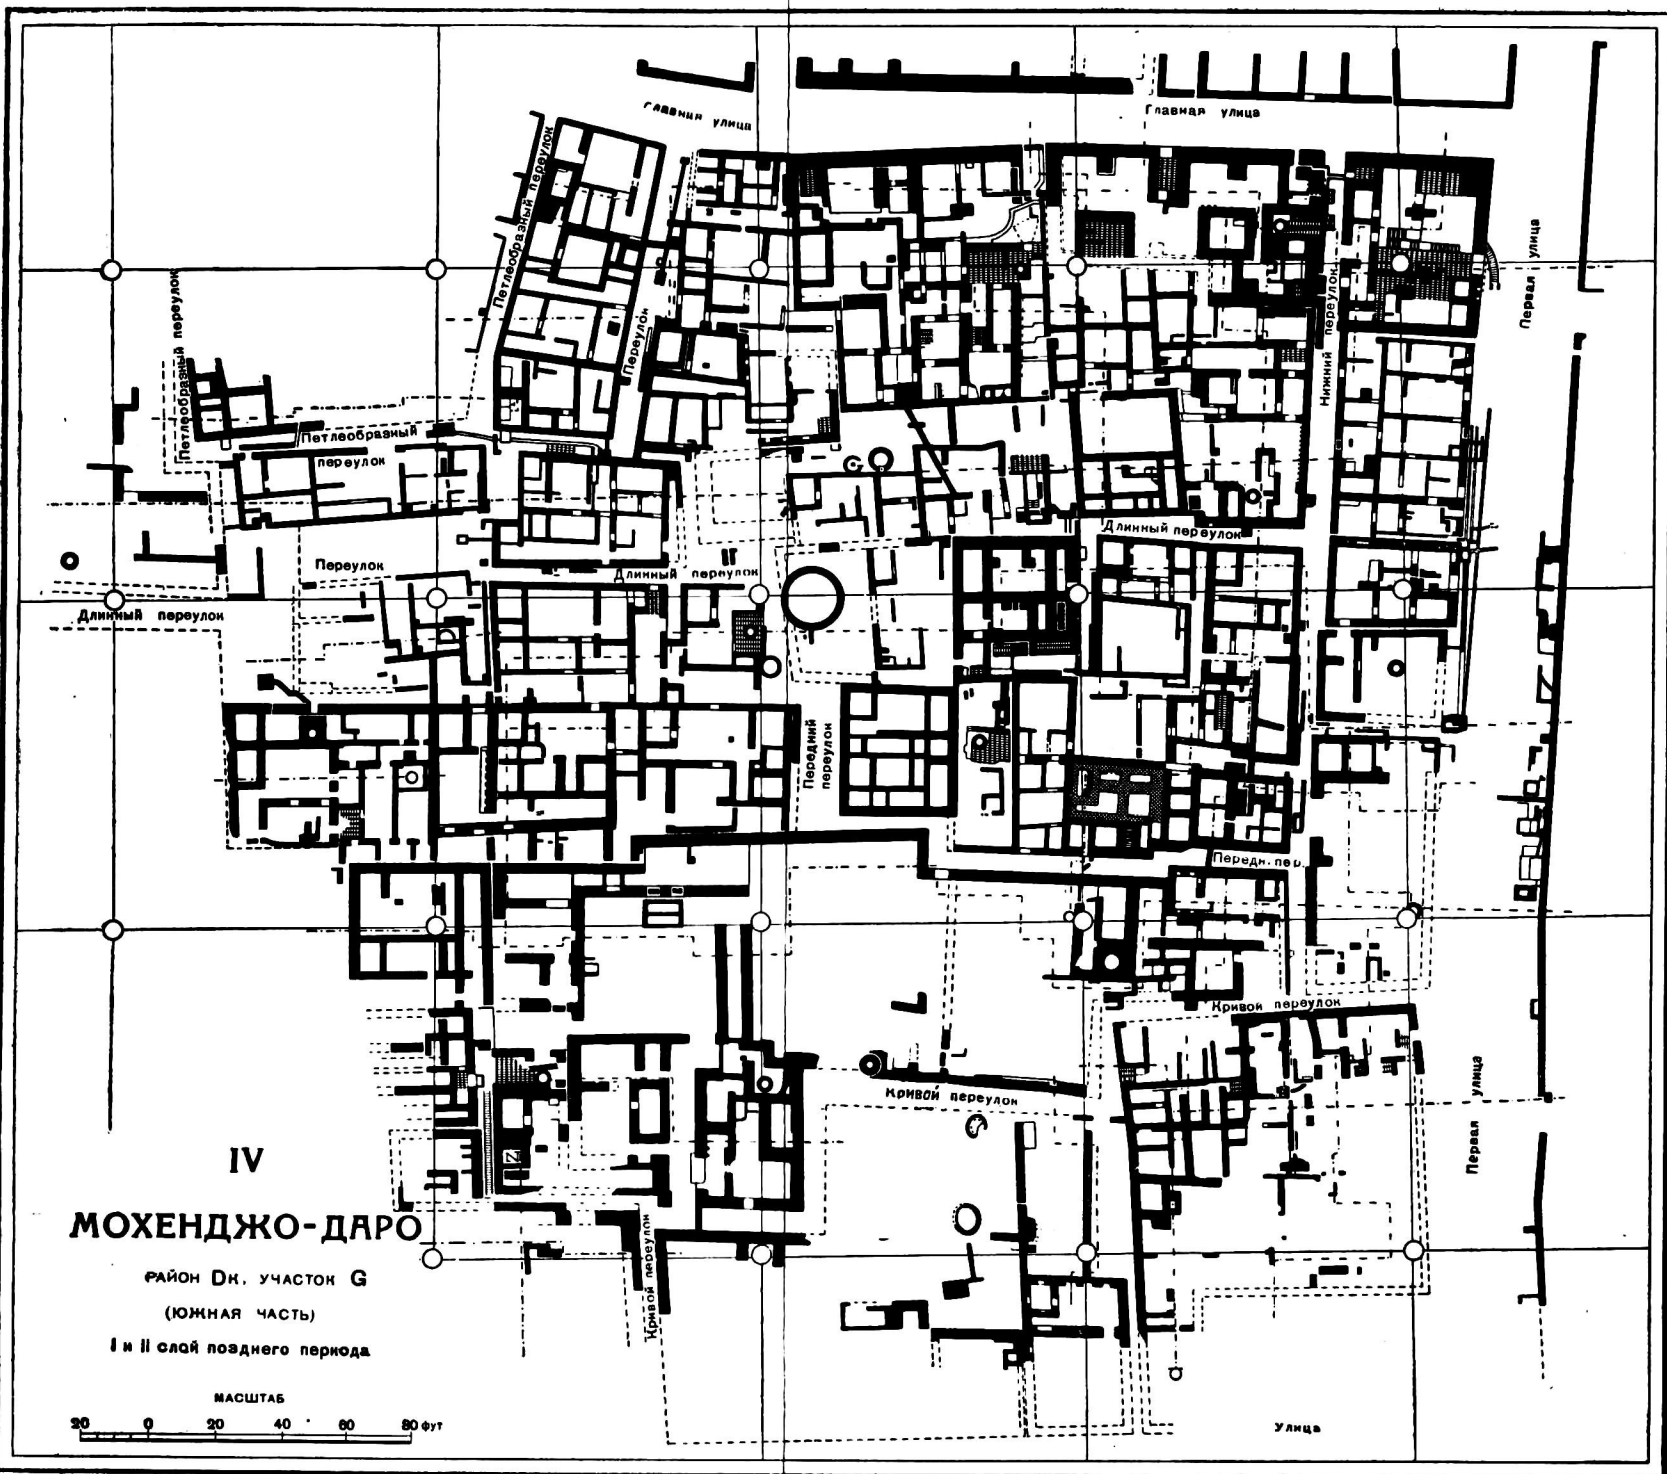 Главная улица
Главная улица
Петлеобразный переулок
Петлеобразный переулок
Переулок
Нижний переулок
Первая улица
Петлеобразный
переулок
Длинный переулок
Переулок
Длинный переулок
Длинный переулок
Передний
переулок
Передн. пер.
Кривой переулок
Кривой переулок
Первая улица
Кривой переулок
IV
МОХЕНДЖО-ДАРО
РАЙОН DK, УЧАСТОК G
(ЮЖНАЯ ЧАСТЬ)
I и II слой позднего периода
МАСШТАБ
20 0 20 40 60 80 фут
Улица